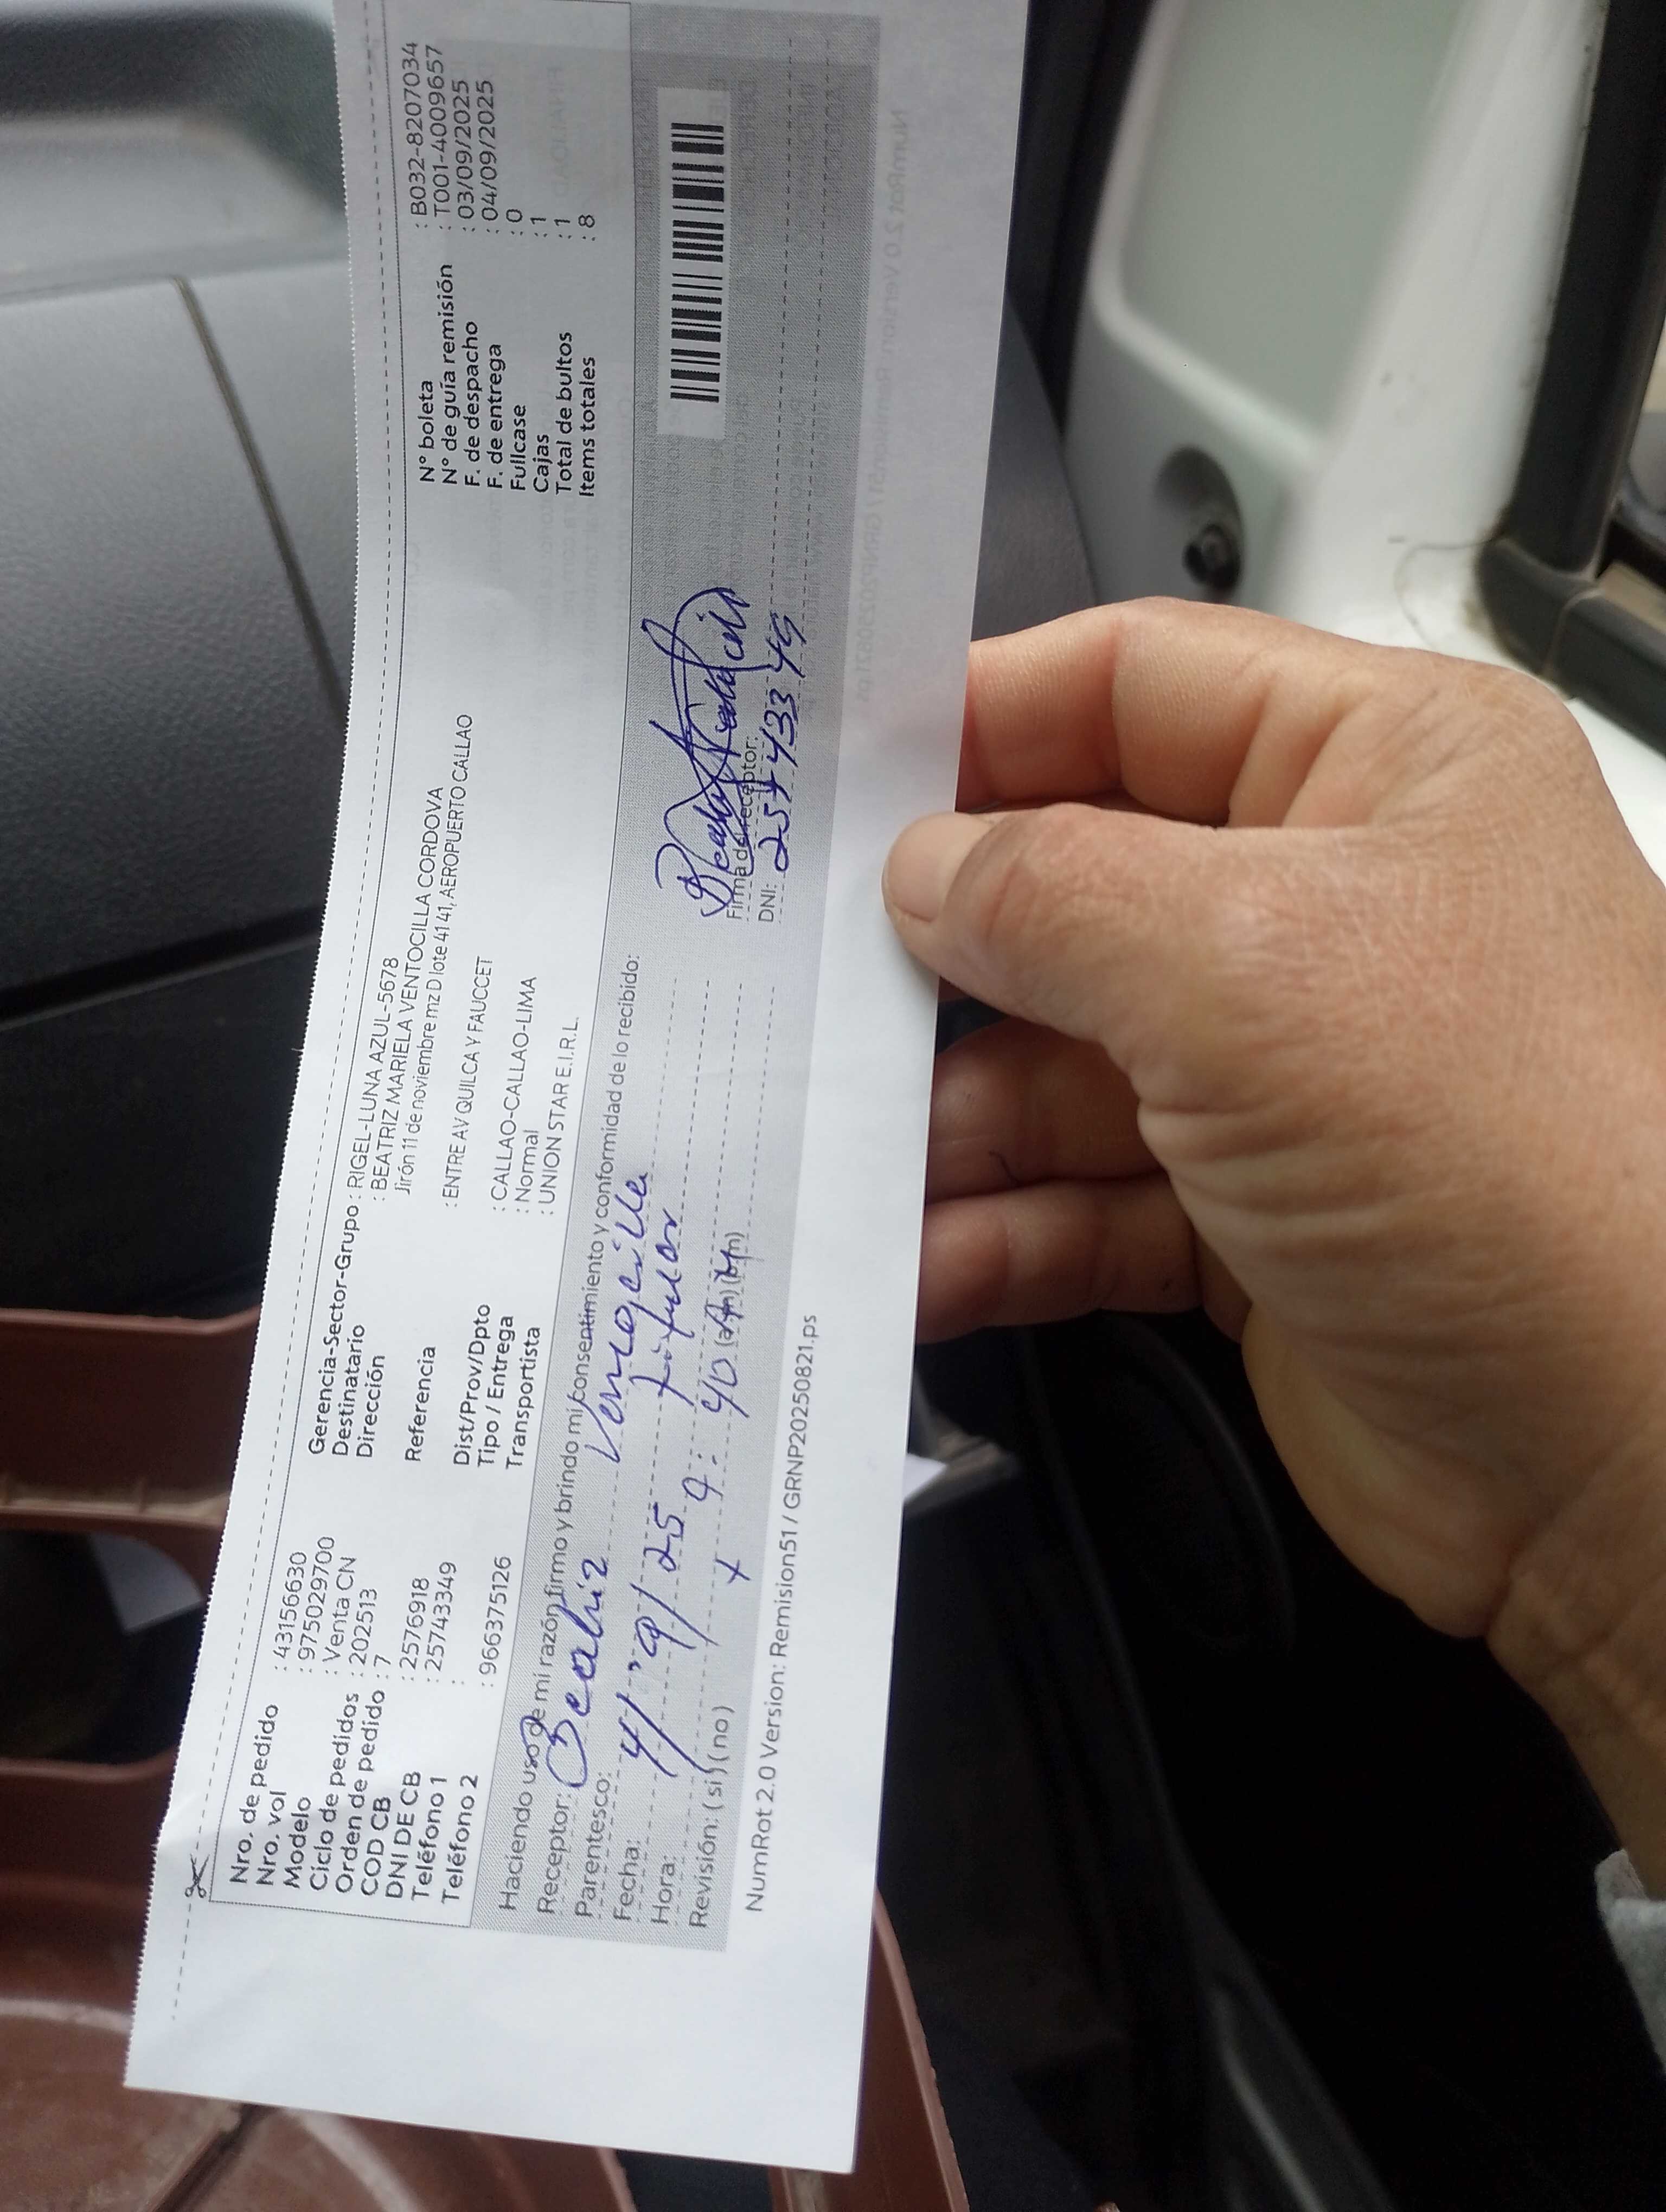 Nro. de pedido : 43156630
Nro. vol : 975029700
Modelo : Venta CN
Ciclo de pedidos : 202513
Orden de pedido : 7
COD CB : 2576918
DNI DE CB : 25743349
Teléfono 1 :
Teléfono 2 : 966375126
Gerencia-Sector-Grupo : RIGEL-LUNA AZUL-5678
Destinatario : BEATRIZ MARIELA VENTOCILLA CORDOVA
Dirección Jirón 11 de noviembre mz D lote 41 41, AEROPUERTO CALLAO
Referencia : ENTRE AV QUILCA Y FAUCCET
Dist/Prov/Dpto : CALLAO-CALLAO-LIMA
Tipo / Entrega : Normal
Transportista : UNION STAR E.I.R.L.
N° boleta : B032-8207034
N° de guía remisión : T001-4009657
F. de despacho : 03/09/2025
F. de entrega : 04/09/2025
Fullcase : 0
Cajas : 1
Total de bultos : 1
Items totales : 8
Haciendo uso de mi razón firmo y brindo mi consentimiento y conformidad de lo recibido:
Receptor: Beatriz Ventocilla
Parentesco: titular
Fecha: 4/09/25
Hora: 9:40 (am) (pm)
Revisión: (si) (no)
Firma del receptor:
DNI: 25743349
NumRot 2.0 Version: Remision51 / GRNP20250821.ps